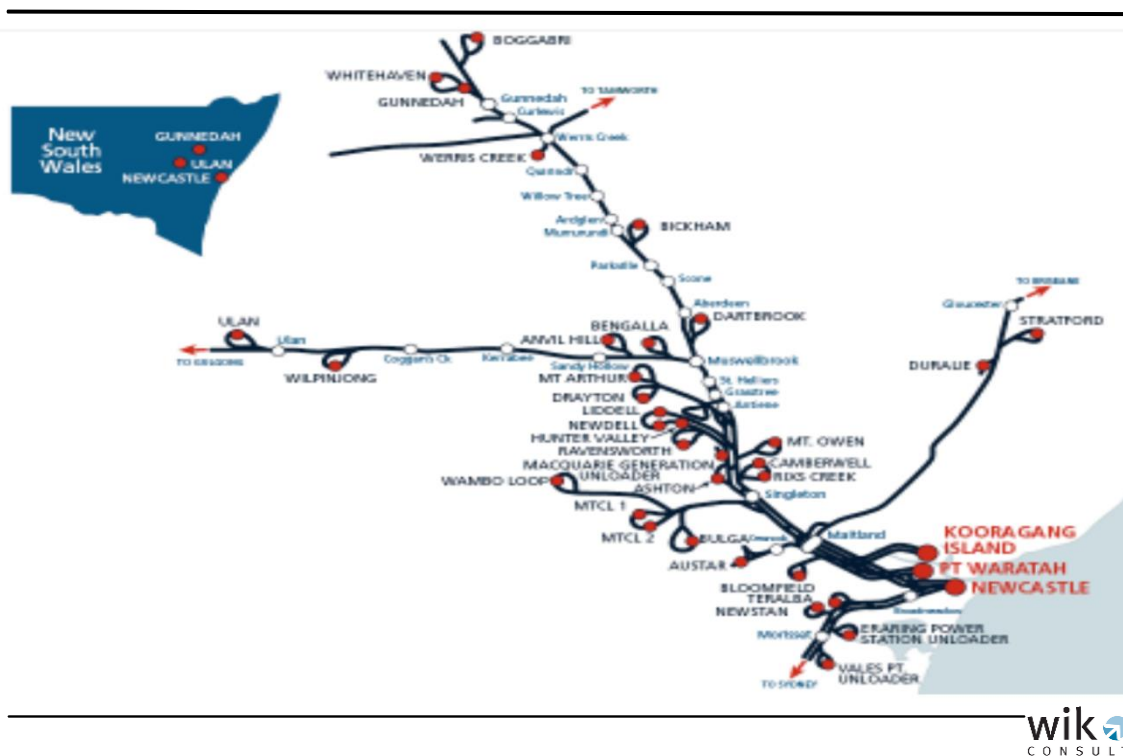 BOGGABRI
WHITEHAVEN
TO TAMWORTH
GUNNEDAH
Gunnedah
Curlewis
New
South
Wales
GUNNEDAH
ULAN
NEWCASTLE
Werris Creek
WERRIS CREEK
Quirindi
Willow Tree
Ardglen
Murrurundi
BICKHAM
Parkville
Scone
TO BRISBANE
Aberdeen
Gloucester
DARTBROOK
STRATFORD
ULAN
BENGALLA
ANVIL HILL
Ulan
Coggan's Ck
Kerrabee
Sandy Hollow
Muswellbrook
WILPINJONG
DURALIE
MT ARTHUR
St. Helliers
Grasstree
DRAYTON
Antiene
LIDDELL
NEWDELL
HUNTER VALLEY
MT. OWEN
RAVENSWORTH
CAMBERWELL
MACQUARIE GENERATION
UNLOADER
RIXS CREEK
WAMBO LOOP
ASHTON
Singleton
MTCL 1
MTCL 2
BULGA
Maitland
KOORAGANG
ISLAND
AUSTAR
PT WARATAH
BLOOMFIELD
NEWCASTLE
TERALBA
NEWSTAN
Morisset
ERARING POWER
STATION UNLOADER
VALES PT.
UNLOADER
TO SYDNEY
wik
CONSULT